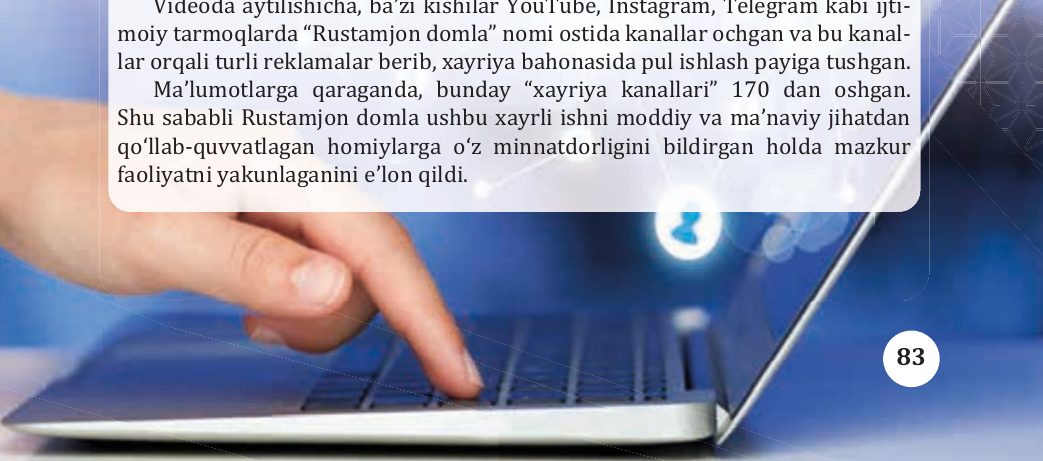 Videoda aytilishicha, ba’zi kishilar YouTube, Instagram, Telegram kabi ijti-
moiy tarmoqlarda “Rustamjon domla” nomi ostida kanallar ochgan va bu kanal-
lar orqali turli reklamalar berib, xayriya bahonasida pul ishlash payiga tushgan.
Ma’lumotlarga qaraganda, bunday “xayriya kanallari” 170 dan oshgan.
Shu sababli Rustamjon domla ushbu xayrli ishni moddiy va ma’naviy jihatdan
qo‘llab-quvvatlagan homiylarga o‘z minnatdorligini bildirgan holda mazkur
faoliyatni yakunlaganini e’lon qildi.
83